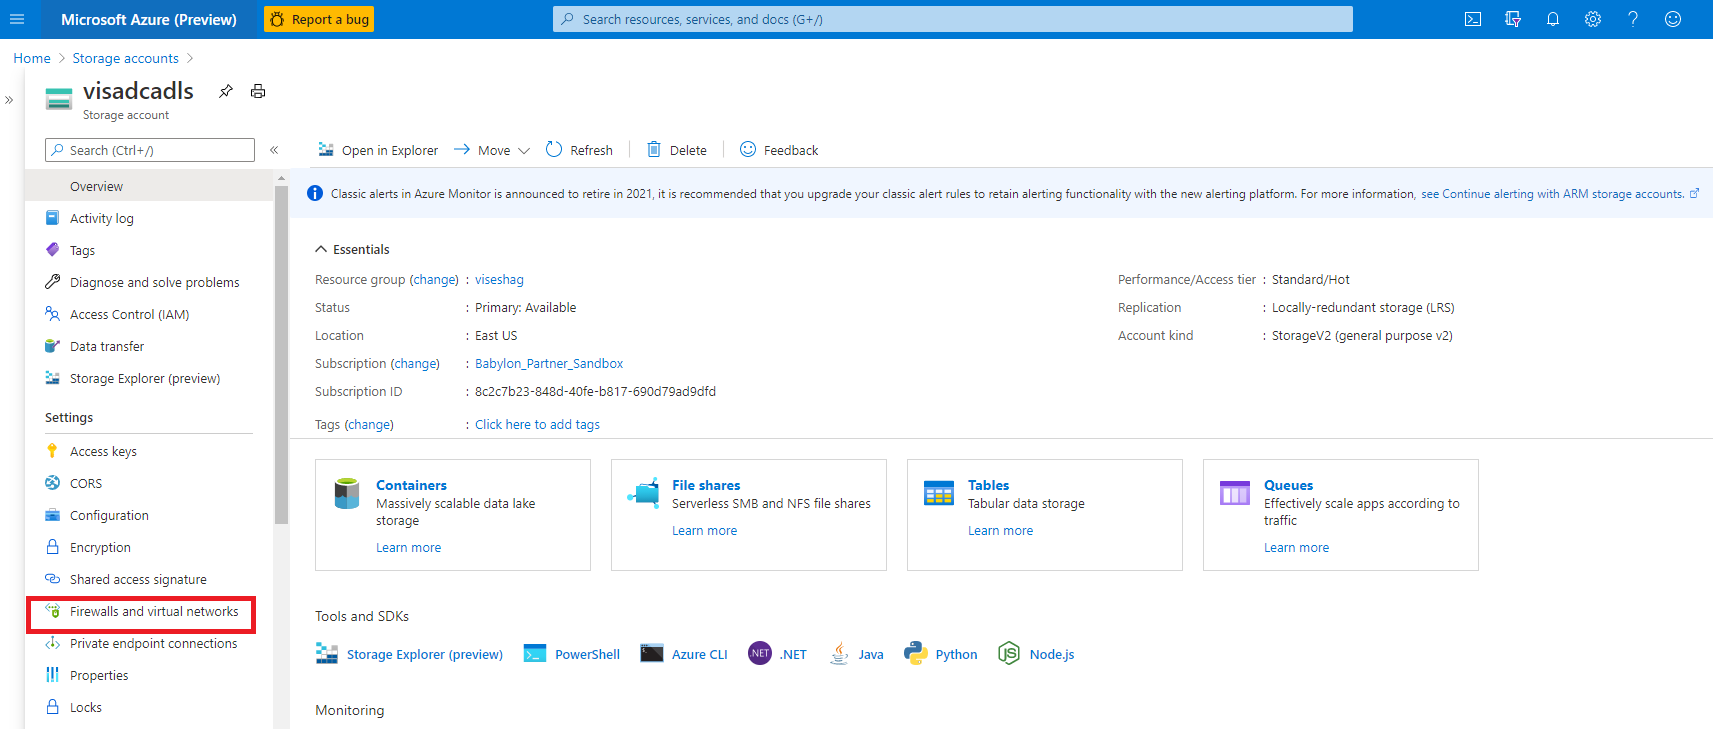 Microsoft Azure (Preview)
Report a bug
Search resources, services, and docs (G+/)
Home > Storage accounts >
visadcadls
Storage account
Search (Ctrl+/)
Overview
Activity log
Tags
Diagnose and solve problems
Access Control (IAM)
Data transfer
Storage Explorer (preview)
Settings
Access keys
CORS
Configuration
Encryption
Shared access signature
Firewalls and virtual networks
Private endpoint connections
Properties
Locks
Open in Explorer Move Refresh Delete Feedback
Classic alerts in Azure Monitor is announced to retire in 2021, it is recommended that you upgrade your classic alert rules to retain alerting functionality with the new alerting platform. For more information, see Continue alerting with ARM storage accounts.
Essentials
Resource group (change) : viseshag
Status : Primary: Available
Location : East US
Subscription (change) : Babylon_Partner_Sandbox
Subscription ID : 8c2c7b23-848d-40fe-b817-690d79ad9dfd
Tags (change) : Click here to add tags
Performance/Access tier : Standard/Hot
Replication : Locally-redundant storage (LRS)
Account kind : StorageV2 (general purpose v2)
Containers
Massively scalable data lake
storage
Learn more
File shares
Serverless SMB and NFS file shares
Learn more
Tables
Tabular data storage
Learn more
Queues
Effectively scale apps according to
traffic
Learn more
Tools and SDKs
Storage Explorer (preview) PowerShell Azure CLI .NET .NET Java Python JS Node.js
Monitoring